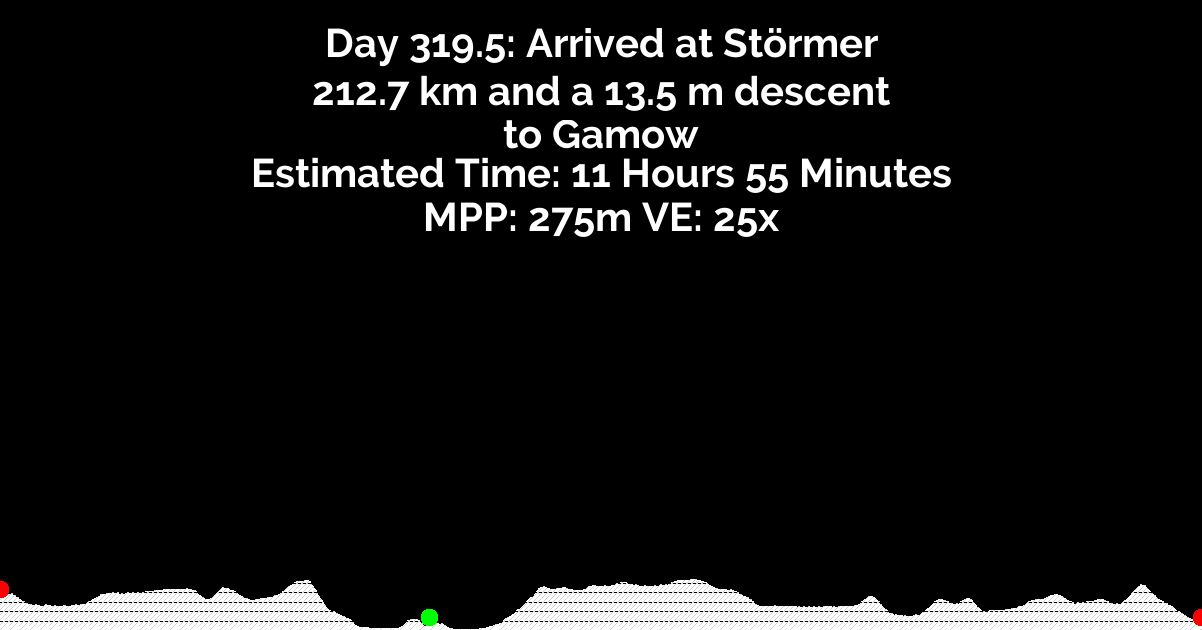 Day 319.5: Arrived at Störmer
212.7 km and a 13.5 m descent
to Gamow
Estimated Time: 11 Hours 55 Minutes
MPP: 275m VE: 25x